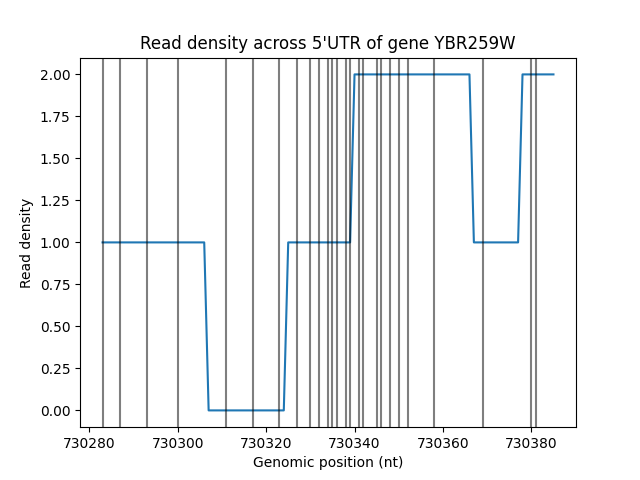 Read density across 5'UTR of gene YBR259W
2.00
1.75
1.50
1.25
1.00
0.75
0.50
0.25
0.00
Read density
730280 730300 730320 730340 730360 730380
Genomic position (nt)